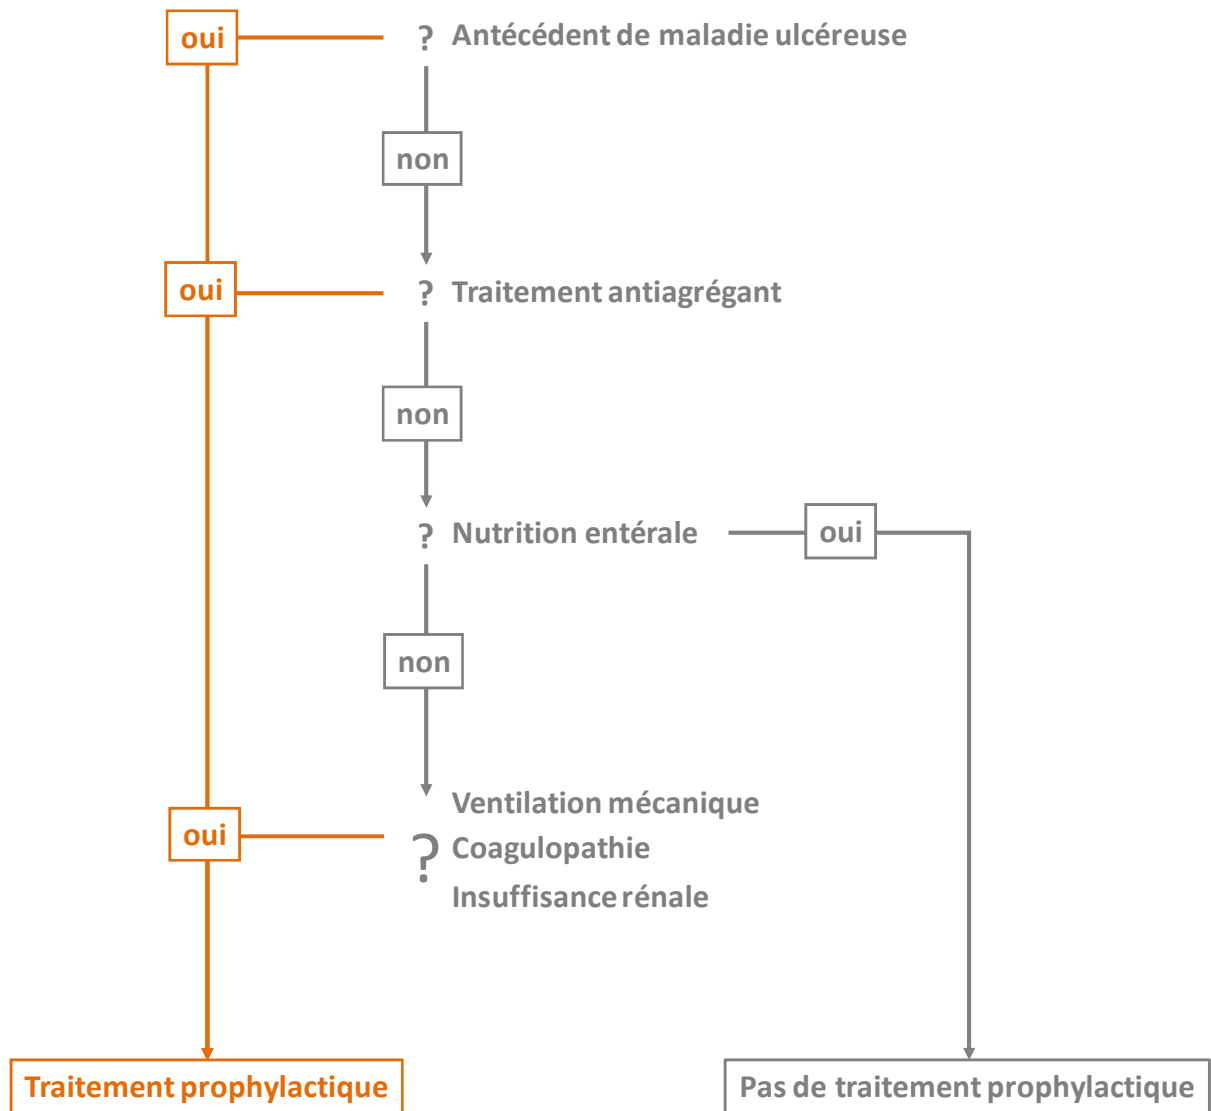 oui ? Antécédent de maladie ulcéreuse
non
oui ? Traitement antiagrégant
non
? Nutrition entérale oui
non
Ventilation mécanique
oui ? Coagulopathie
Insuffisance rénale
Traitement prophylactique Pas de traitement prophylactique